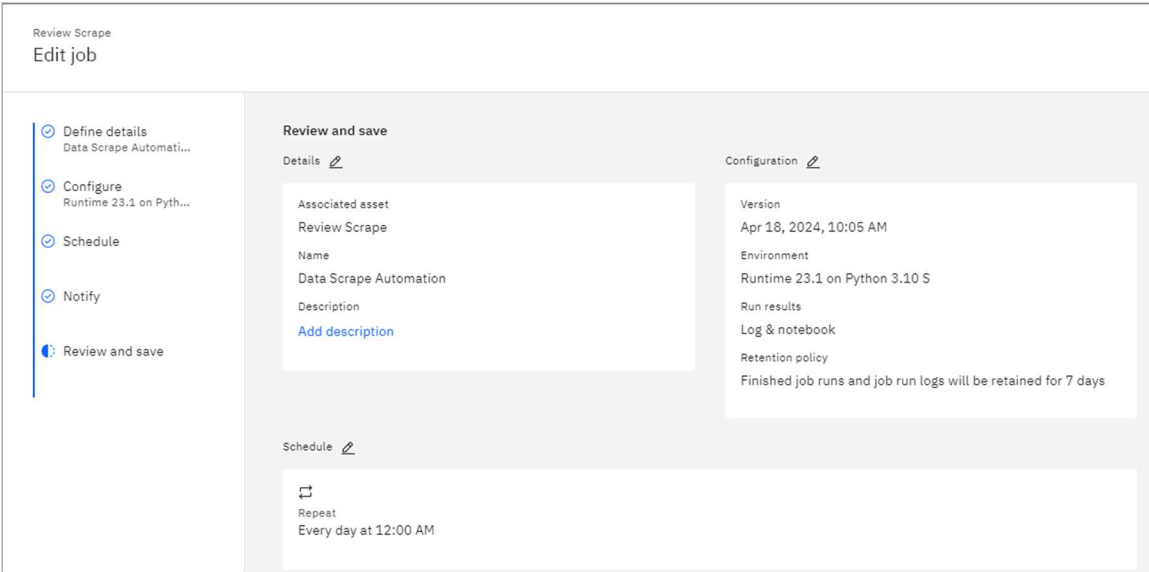 Review Scrape
Edit job
Define details
Data Scrape Automati...
Configure
Runtime 23.1 on Pyth...
Schedule
Notify
Review and save
Review and save
Details
Associated asset
Review Scrape
Name
Data Scrape Automation
Description
Add description
Configuration
Version
Apr 18, 2024, 10:05 AM
Environment
Runtime 23.1 on Python 3.10 S
Run results
Log & notebook
Retention policy
Finished job runs and job run logs will be retained for 7 days
Schedule
Repeat
Every day at 12:00 AM